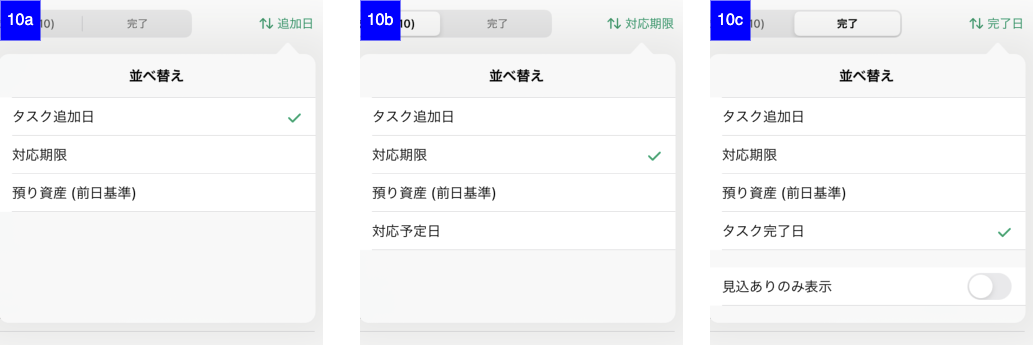 10a
10)
完了
追加日
並べ替え
タスク追加日
対応期限
預り資産 (前日基準)
10b
10)
完了
対応期限
並べ替え
タスク追加日
対応期限
預り資産 (前日基準)
対応予定日
10c
10)
完了
完了日
並べ替え
タスク追加日
対応期限
預り資産 (前日基準)
タスク完了日
見込ありのみ表示